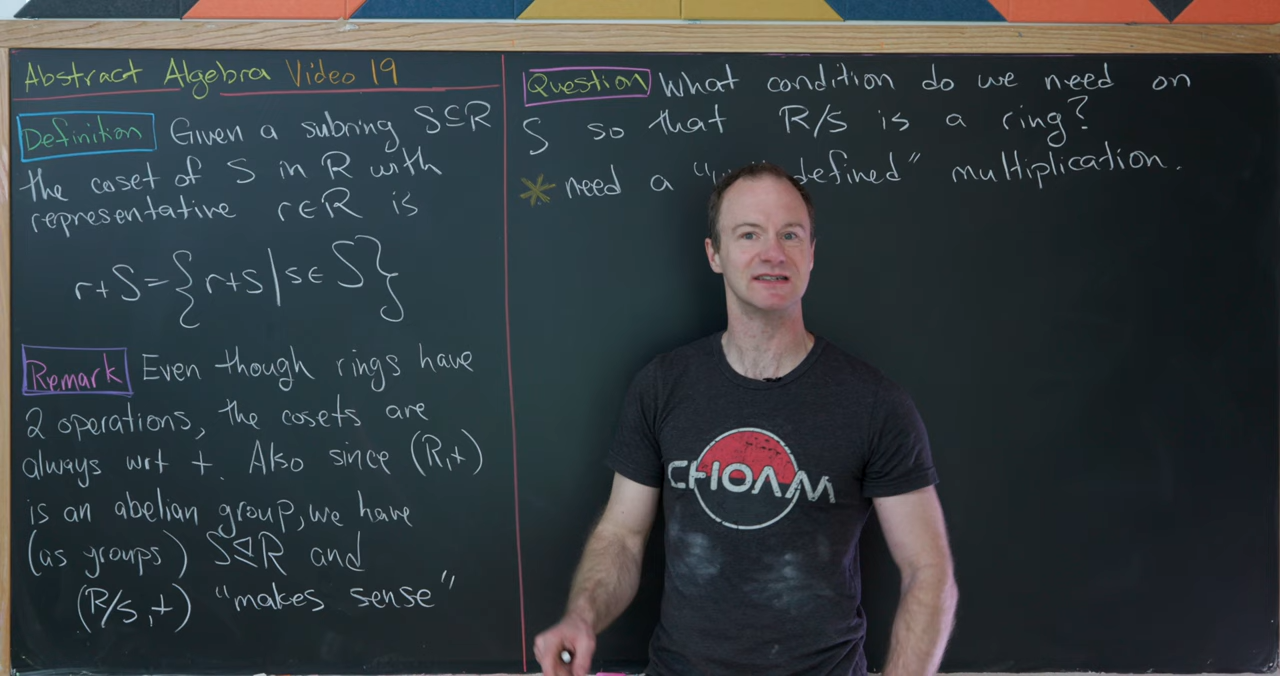 Abstract Algebra Video 19
Definition Given a subring S⊆R
the coset of S in R with
representative r∈R is
r+S={r+s|s∈S}
Remark Even though rings have
2 operations, the cosets are
always wrt +. Also since (R,+)
is an abelian group, we have
(as groups) S⊴R and
(R/S,+) "makes sense"
Question What condition do we need on
S so that R/S is a ring?
* need a " defined" multiplication.
CHOAM